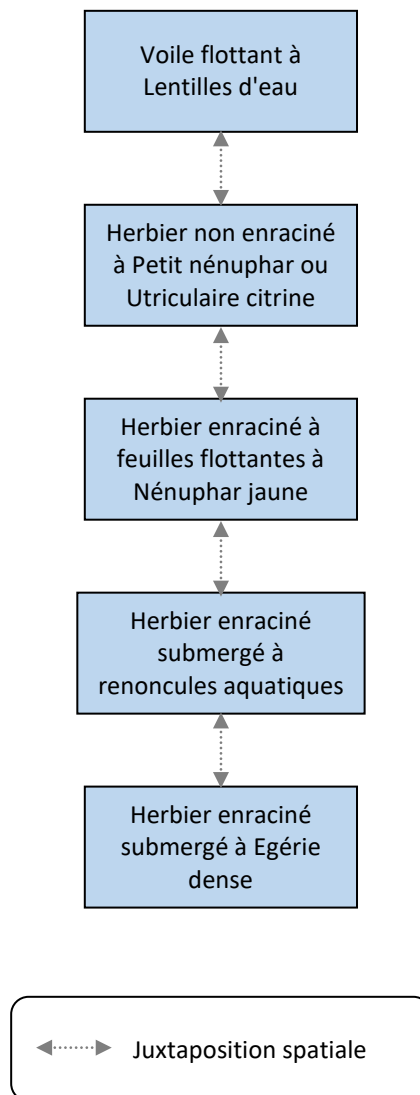 Voile flottant à
Lentilles d'eau
Herbier non enraciné
à Petit nénuphar ou
Utriculaire citrine
Herbier enraciné à
feuilles flottantes à
Nénuphar jaune
Herbier enraciné
submergé à
renoncules aquatiques
Herbier enraciné
submergé à Egérie
dense
Juxtaposition spatiale